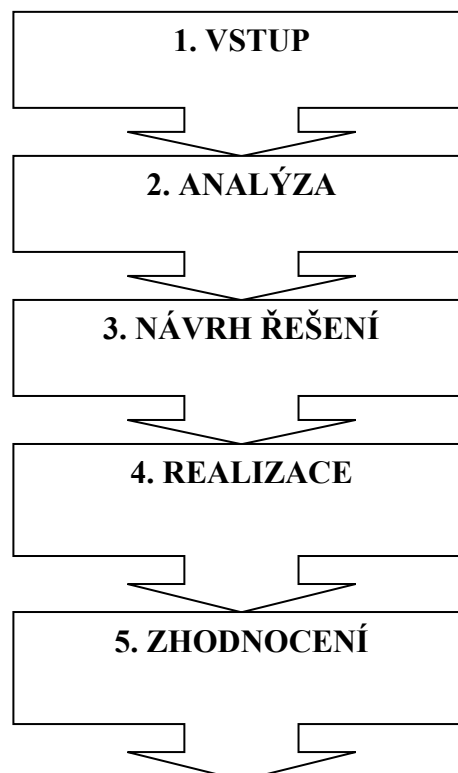 1. VSTUP
2. ANALÝZA
3. NÁVRH ŘEŠENÍ
4. REALIZACE
5. ZHODNOCENÍ